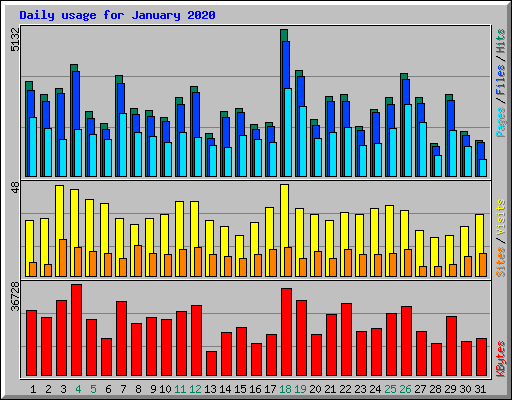 Daily usage for January 2020
5132
Pages / Files / Hits
48
Sites / Visits
36728
KBytes
1 2 3 4 5 6 7 8 9 10 11 12 13 14 15 16 17 18 19 20 21 22 23 24 25 26 27 28 29 30 31